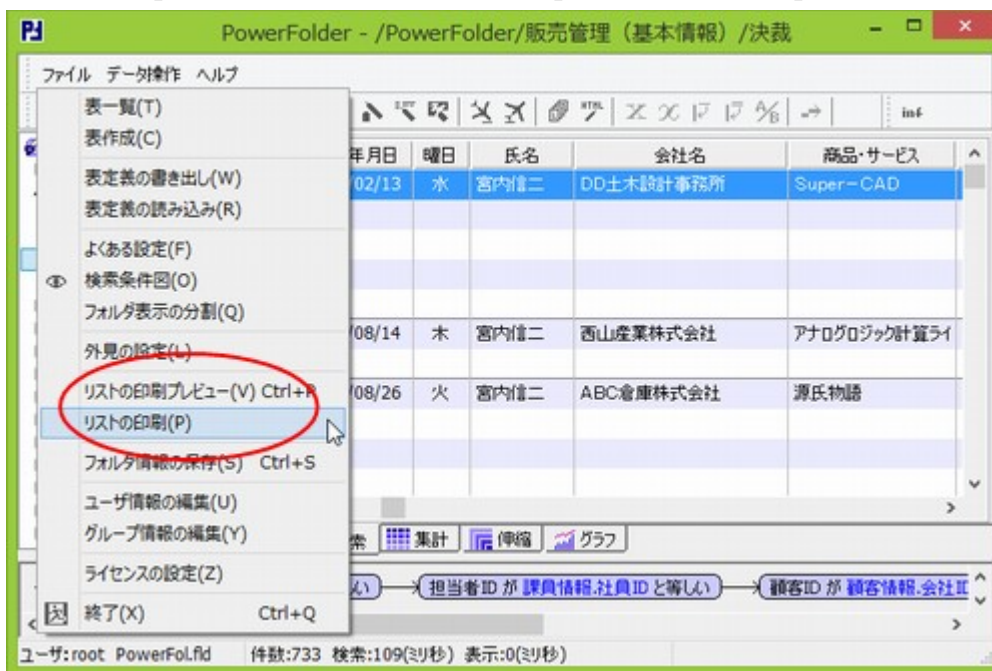 PowerFolder - /PowerFolder/販売管理（基本情報）/決裁
ファイル データ操作 ヘルプ
表一覧(T)
表作成(C)
表定義の書き出し(W)
表定義の読み込み(R)
よくある設定(F)
検索条件図(O)
フォルダ表示の分割(Q)
外見の設定(L)
リストの印刷プレビュー(V) Ctrl+P
リストの印刷(P)
フォルダ情報の保存(S) Ctrl+S
ユーザ情報の編集(U)
グループ情報の編集(Y)
ライセンスの設定(Z)
終了(X) Ctrl+Q
HTML A/B inf
年月日 曜日 氏名 会社名 商品・サービス
/02/13 水 宮内信二 DD土木設計事務所 Super-CAD
/08/14 木 宮内信二 西山産業株式会社 アナログロジック計算ライ
/08/26 火 宮内信二 ABC倉庫株式会社 源氏物語
索 集計 伸縮 グラフ
しい) 担当者ID が 課員情報.社員ID と等しい 顧客ID が 顧客情報.会社ID
ユーザ:root PowerFol.fld 件数:733 検索:109(ミリ秒) 表示:0(ミリ秒)